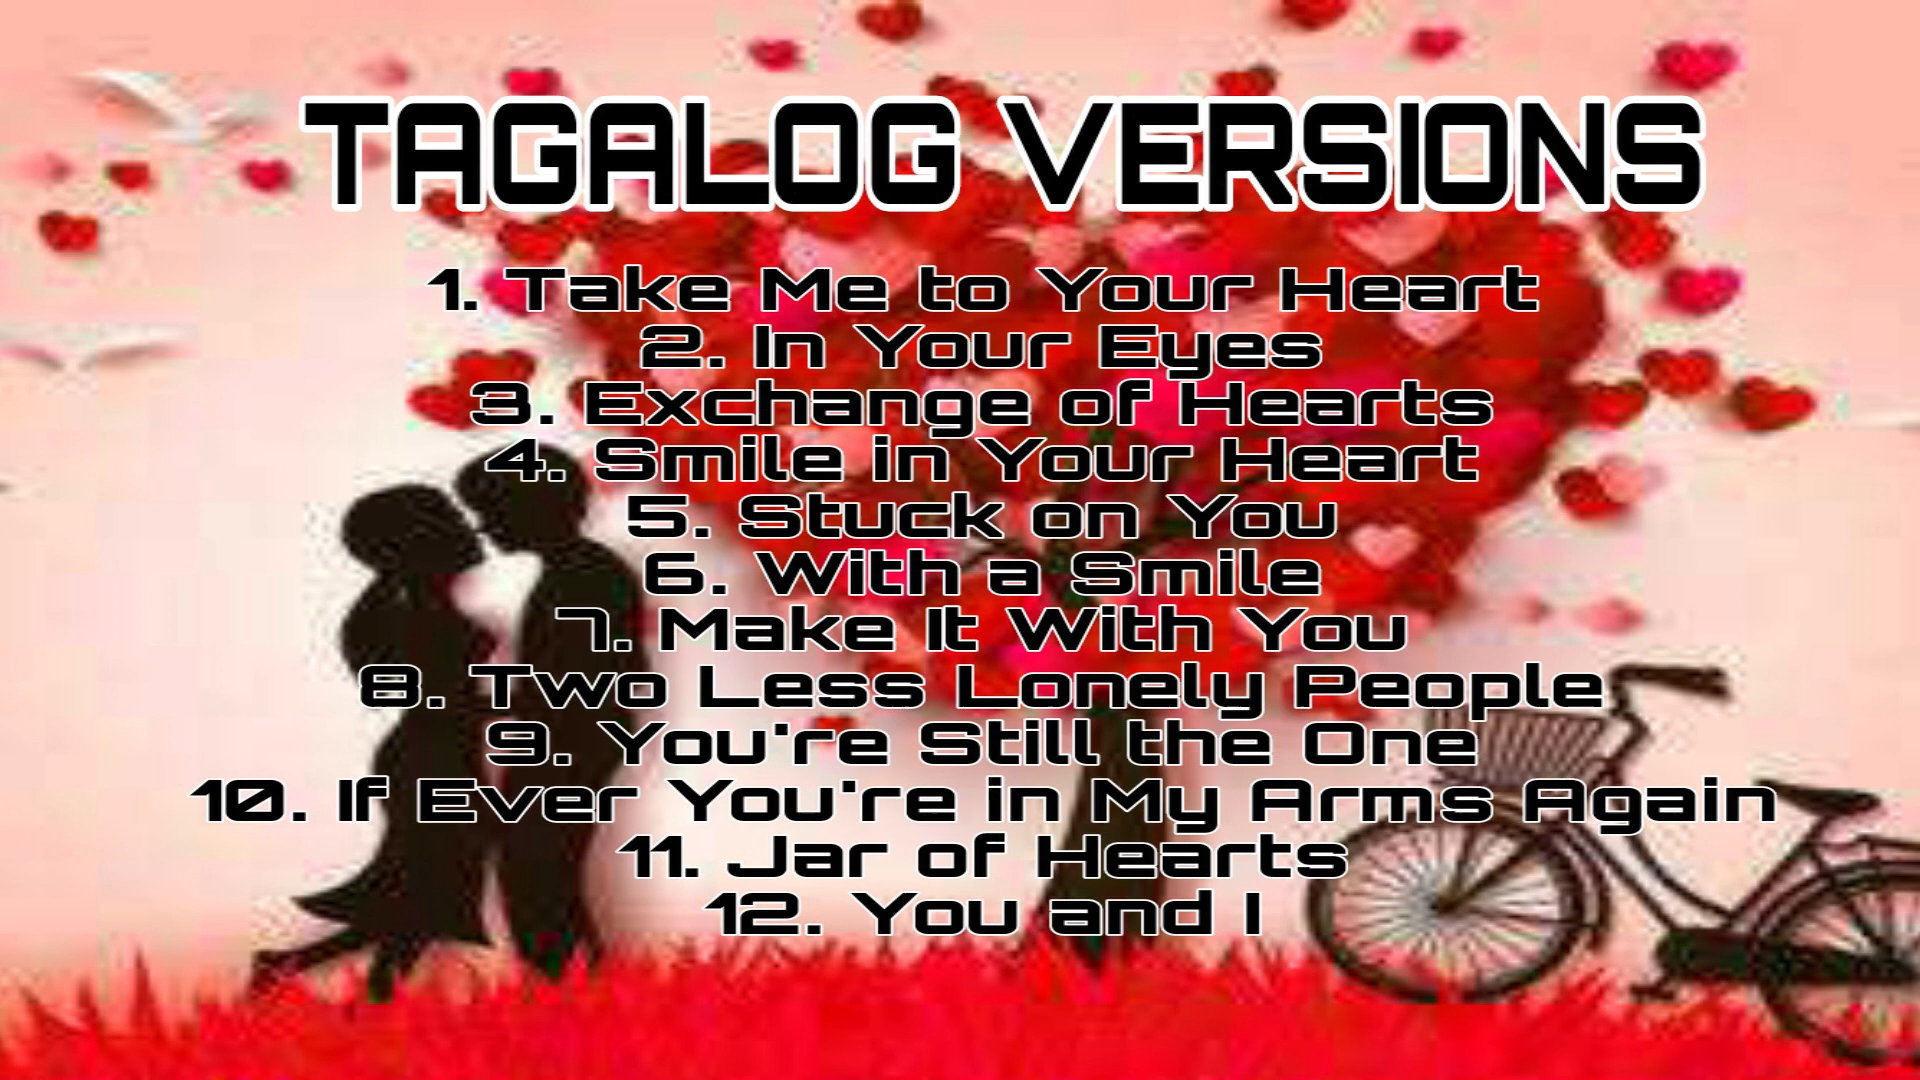 TAGALOG VERSIONS
1. Take Me to Your Heart
2. In Your Eyes
3. Exchange of Hearts
4. Smile in Your Heart
5. Stuck on You
6. With a Smile
7. Make It With You
8. Two Less Lonely People
9. You're Still the One
10. If Ever You're in My Arms Again
11. Jar of Hearts
12. You and I